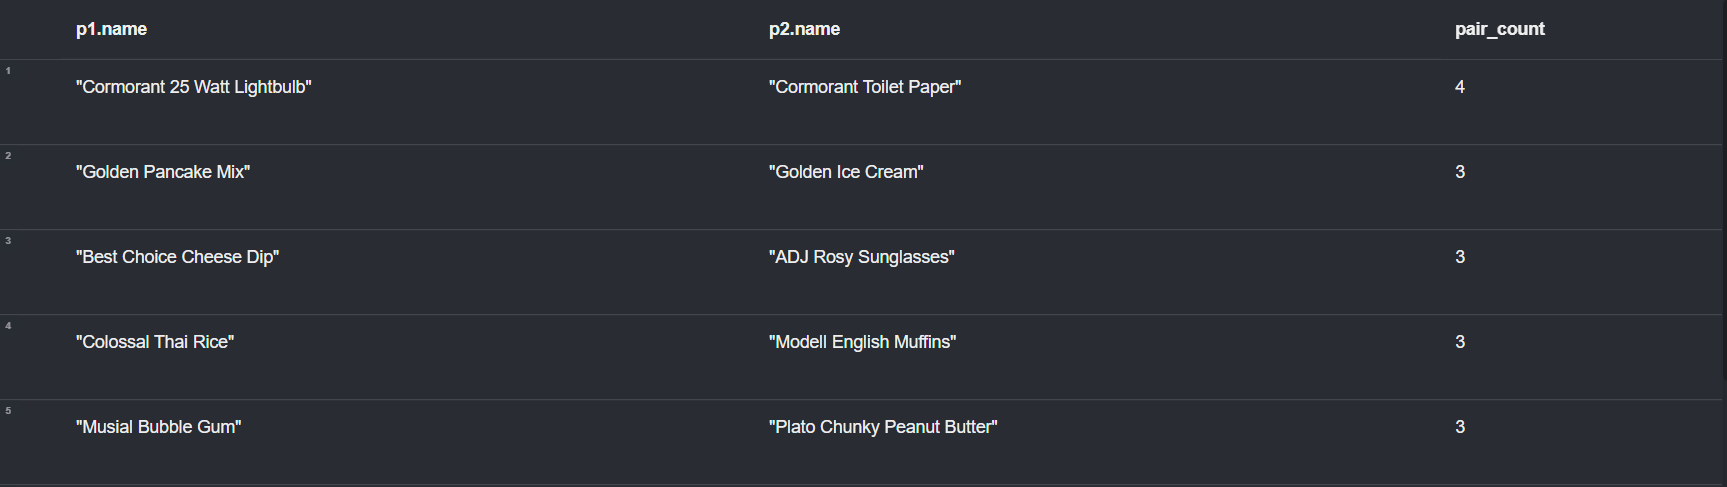 p1.name p2.name pair_count
1 "Cormorant 25 Watt Lightbulb" "Cormorant Toilet Paper" 4
2 "Golden Pancake Mix" "Golden Ice Cream" 3
3 "Best Choice Cheese Dip" "ADJ Rosy Sunglasses" 3
4 "Colossal Thai Rice" "Modell English Muffins" 3
5 "Musial Bubble Gum" "Plato Chunky Peanut Butter" 3